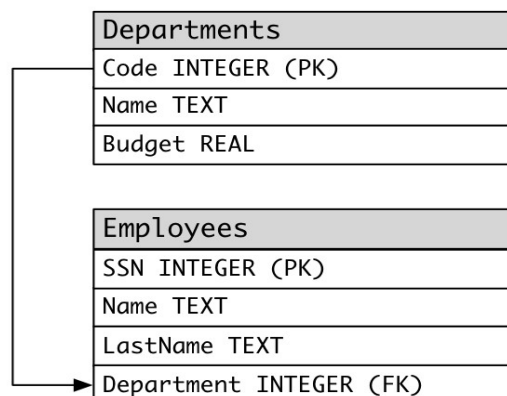 Departments
Code INTEGER (PK)
Name TEXT
Budget REAL
Employees
SSN INTEGER (PK)
Name TEXT
LastName TEXT
Department INTEGER (FK)